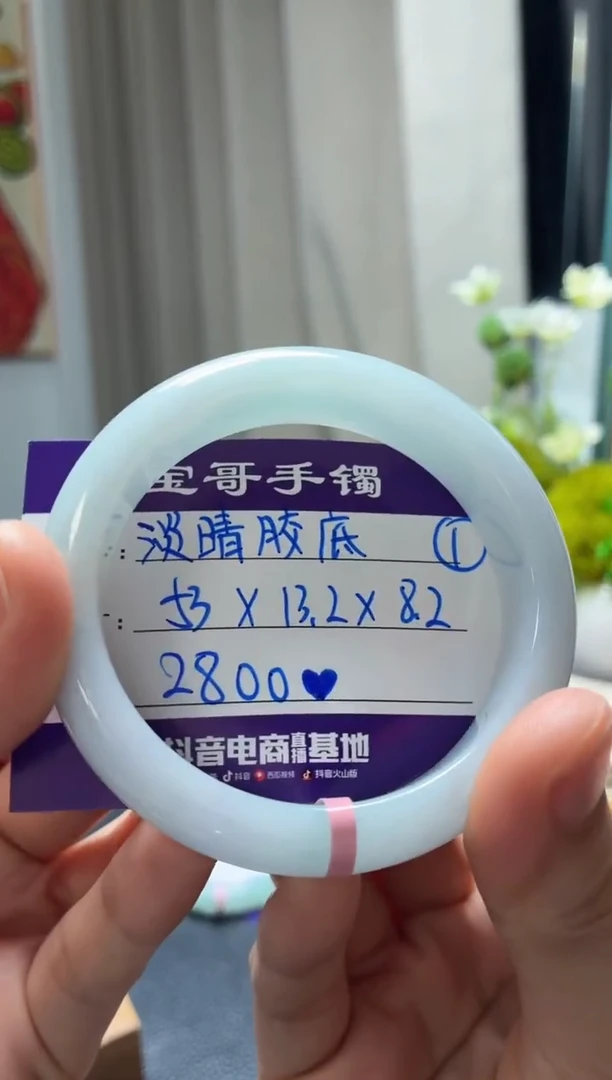 宝哥手镯
: 淡晴胶底 ①
: 53 X 13.2 X 8.2
2800♥
抖音电商直播基地
抖音 西瓜视频 抖音火山版